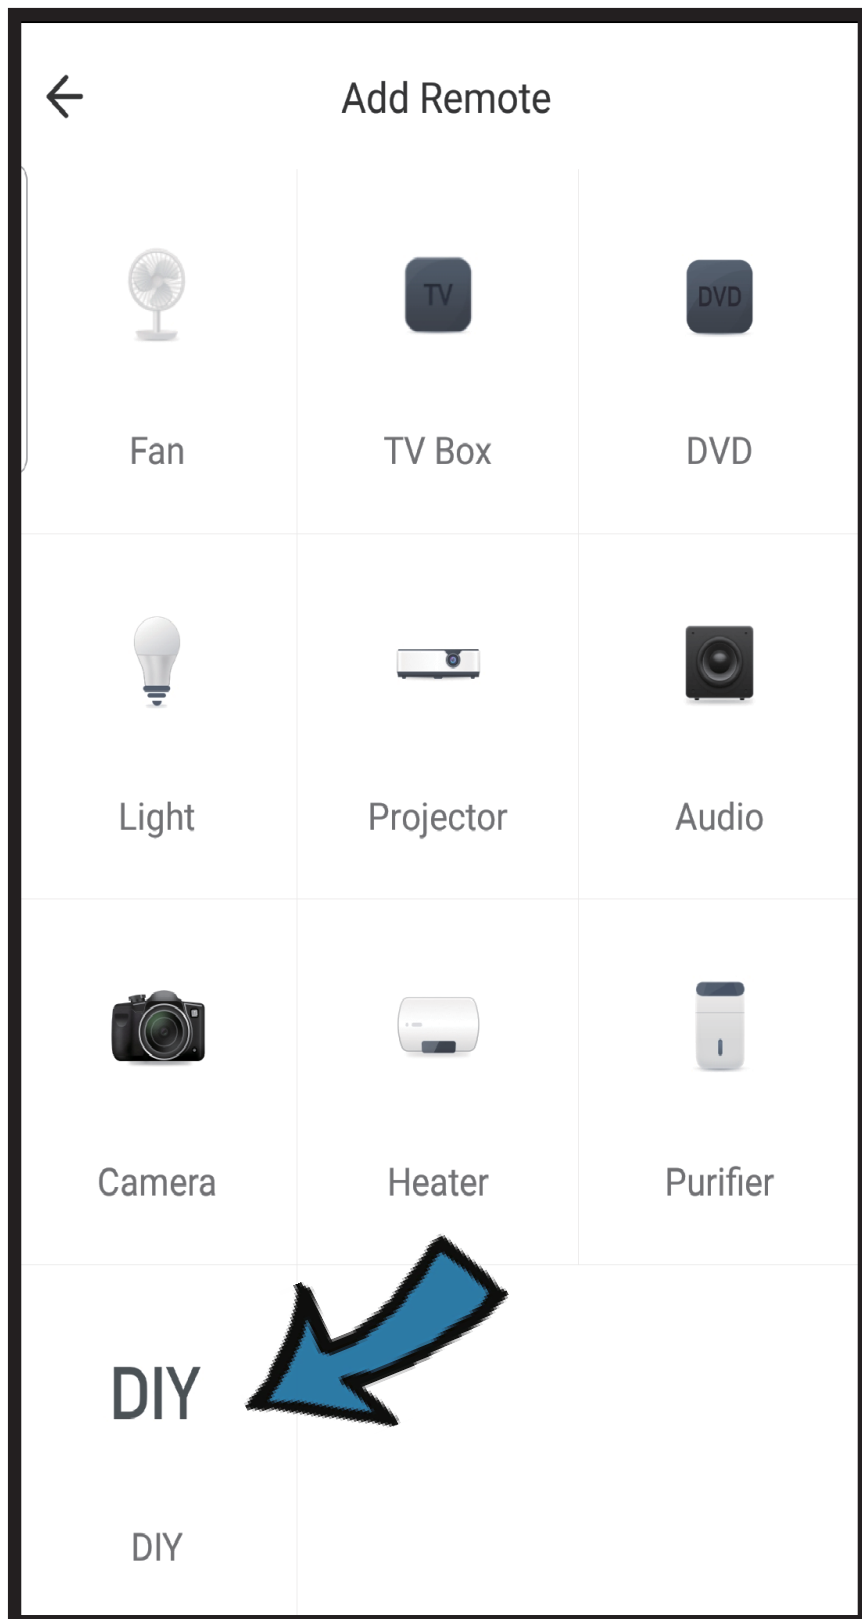 Add Remote
TV
DVD
Fan
TV Box
DVD
Light
Projector
Audio
Camera
Heater
Purifier
DIY
DIY